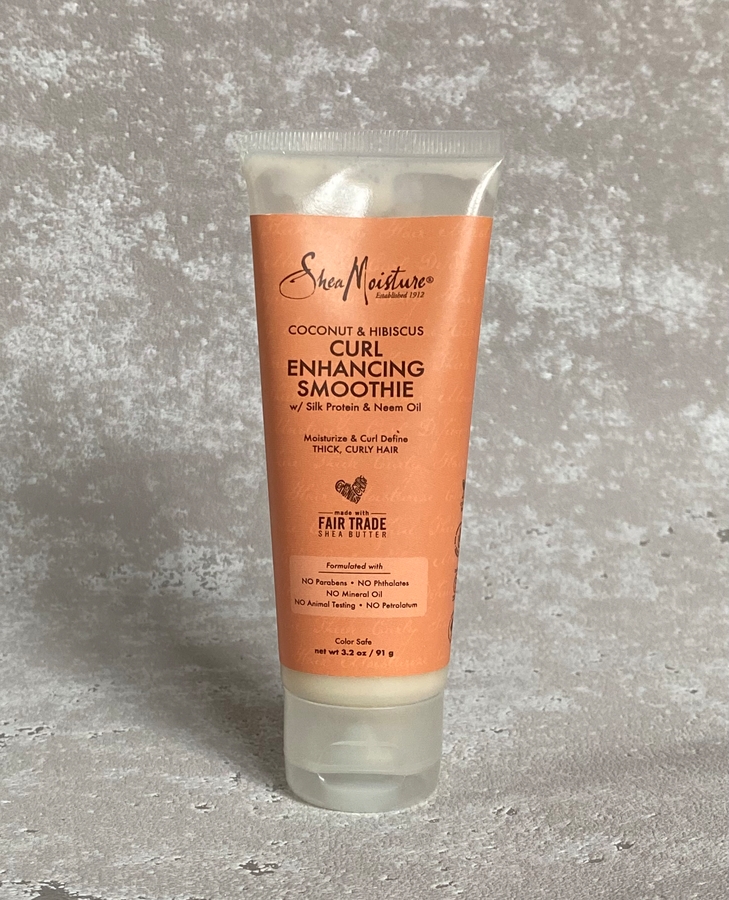 SheaMoisture®
Established 1912
COCONUT & HIBISCUS
CURL
ENHANCING
SMOOTHIE
w/ Silk Protein & Neem Oil
Moisturize & Curl Define
THICK, CURLY HAIR
made with
FAIR TRADE
SHEA BUTTER
Formulated with
NO Parabens • NO Phthalates
NO Mineral Oil
NO Animal Testing • NO Petrolatum
Color Safe
net wt 3.2 oz / 91 g